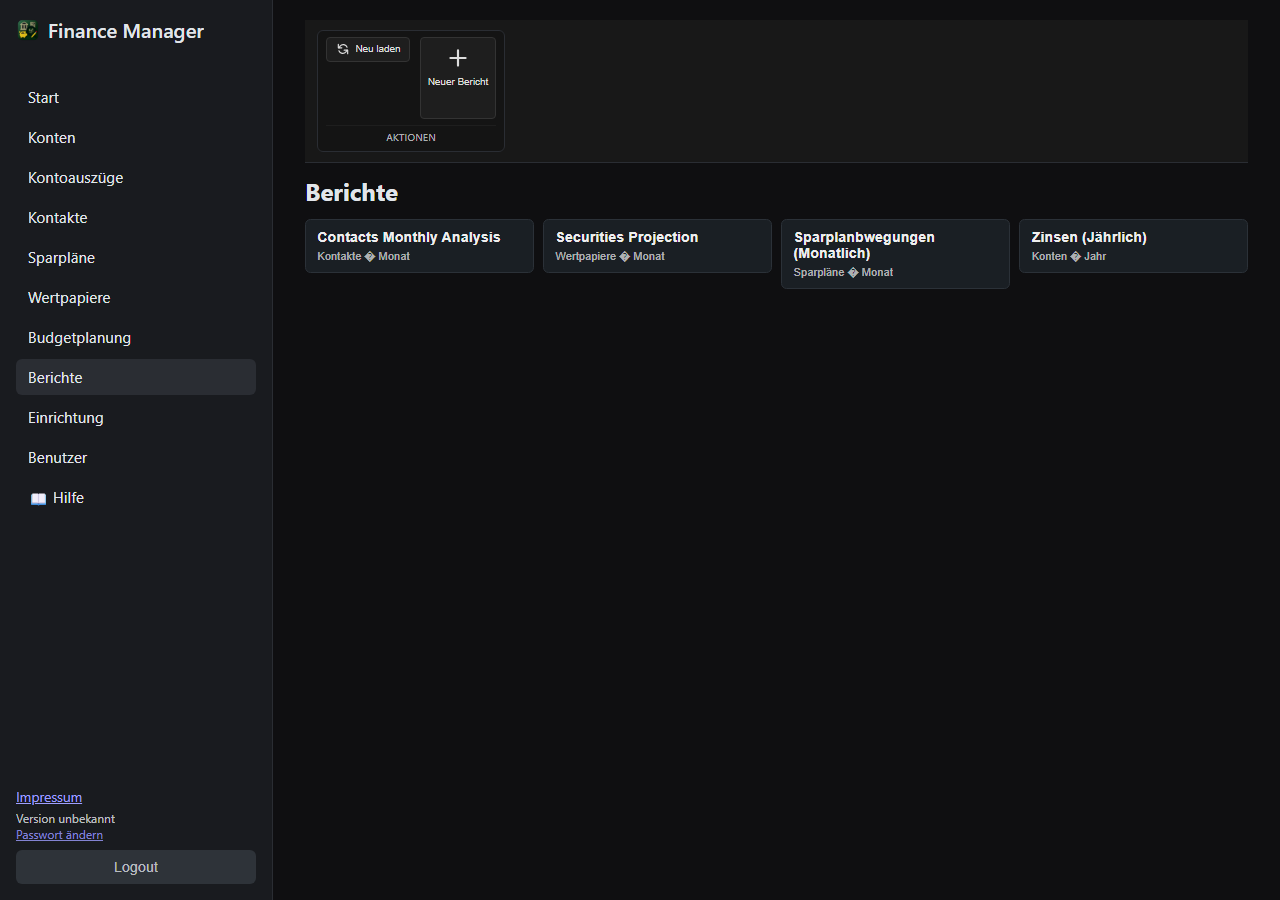 Finance Manager
Start
Konten
Kontoauszüge
Kontakte
Sparpläne
Wertpapiere
Budgetplanung
Berichte
Einrichtung
Benutzer
Hilfe
Impressum
Version unbekannt
Passwort ändern
Logout
Neu laden
Neuer Bericht
AKTIONEN
Berichte
Contacts Monthly Analysis
Kontakte � Monat
Securities Projection
Wertpapiere � Monat
Sparplanbwegungen
(Monatlich)
Sparpläne � Monat
Zinsen (Jährlich)
Konten � Jahr